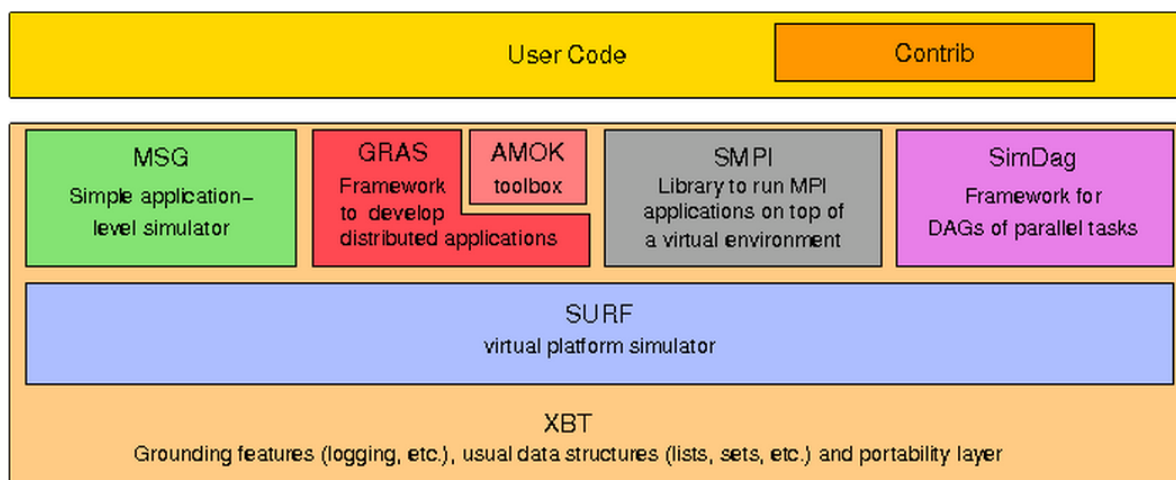 User Code
Contrib
MSG
Simple application-
level simulator
GRAS
Framework
to develop
distributed applications
AMOK
toolbox
SMPI
Library to run MPI
applications on top of
a virtual environment
SimDag
Framework for
DAGs of parallel tasks
SURF
virtual platform simulator
XBT
Grounding features (logging, etc.), usual data structures (lists, sets, etc.) and portability layer